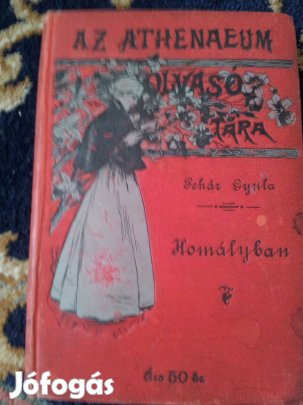 AZ ATHENAEUM
OLVASÓ
TÁRA
Pekár Gyula
Homályban
Ára 50 kr
Jófogás